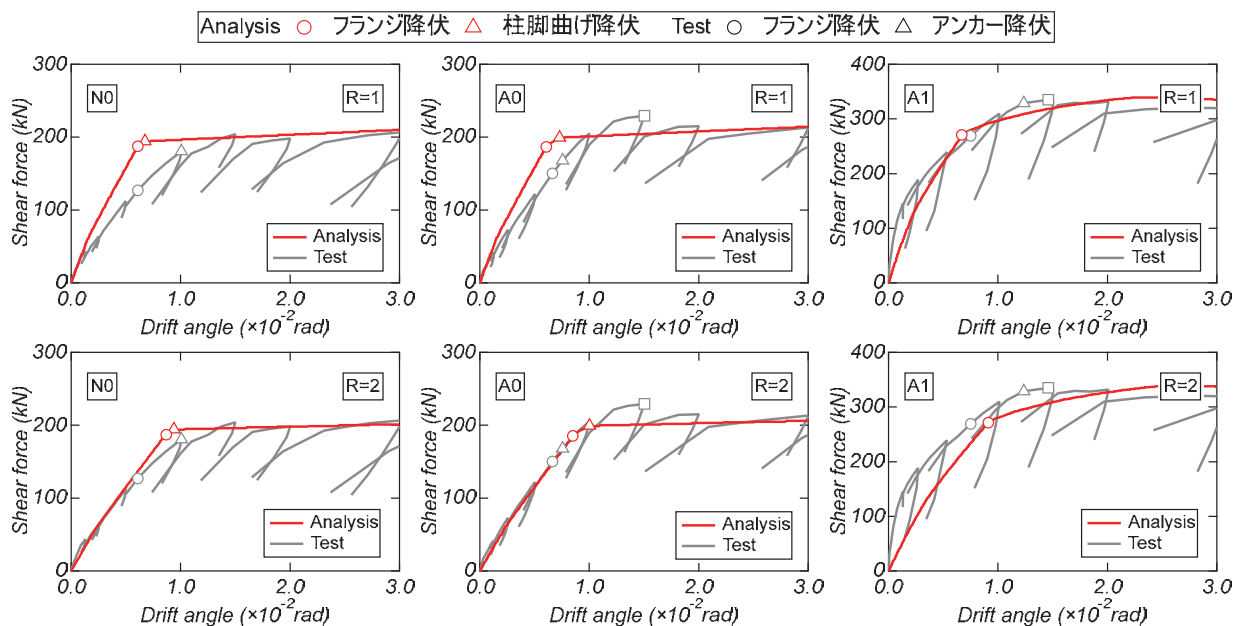 Analysis フランジ降伏 柱脚曲げ降伏 Test フランジ降伏 アンカー降伏
300
200
100
0
Shear force (kN)
N0
R=1
Analysis
Test
0.0 1.0 2.0 3.0
Drift angle (×10-2rad)
300
200
100
0
Shear force (kN)
A0
R=1
Analysis
Test
0.0 1.0 2.0 3.0
Drift angle (×10-2rad)
400
300
200
100
0
Shear force (kN)
A1
R=1
Analysis
Test
0.0 1.0 2.0 3.0
Drift angle (×10-2rad)
300
200
100
0
Shear force (kN)
N0
R=2
Analysis
Test
0.0 1.0 2.0 3.0
Drift angle (×10-2rad)
300
200
100
0
Shear force (kN)
A0
R=2
Analysis
Test
0.0 1.0 2.0 3.0
Drift angle (×10-2rad)
400
300
200
100
0
Shear force (kN)
A1
R=2
Analysis
Test
0.0 1.0 2.0 3.0
Drift angle (×10-2rad)